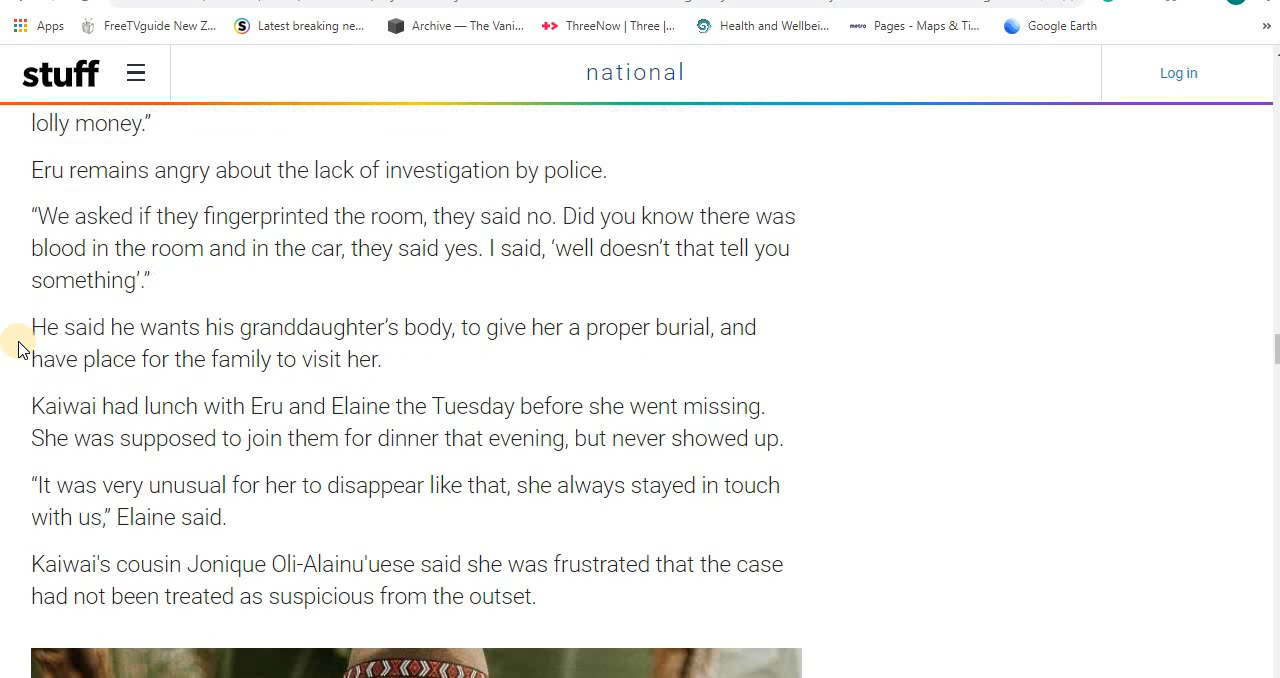 Apps FreeTVguide New Z... Latest breaking ne... Archive — The Vani... ThreeNow | Three |... Health and Wellbei... metro Pages - Maps & Ti... Google Earth »
stuff national Log in
lolly money.”
Eru remains angry about the lack of investigation by police.
“We asked if they fingerprinted the room, they said no. Did you know there was
blood in the room and in the car, they said yes. I said, ‘well doesn’t that tell you
something’.”
He said he wants his granddaughter’s body, to give her a proper burial, and
have place for the family to visit her.
Kaiwai had lunch with Eru and Elaine the Tuesday before she went missing.
She was supposed to join them for dinner that evening, but never showed up.
“It was very unusual for her to disappear like that, she always stayed in touch
with us,” Elaine said.
Kaiwai's cousin Jonique Oli-Alainu'uese said she was frustrated that the case
had not been treated as suspicious from the outset.